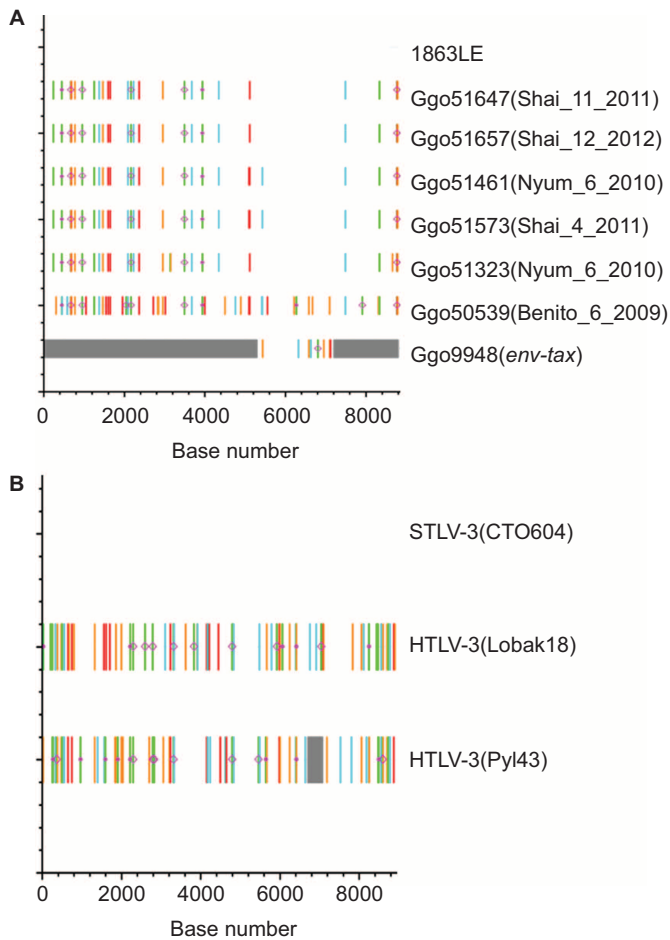 A
1863LE
Ggo51647(Shai_11_2011)
Ggo51657(Shai_12_2012)
Ggo51461(Nyum_6_2010)
Ggo51573(Shai_4_2011)
Ggo51323(Nyum_6_2010)
Ggo50539(Benito_6_2009)
Ggo9948(env-tax)
0 2000 4000 6000 8000
Base number
B
STLV-3(CTO604)
HTLV-3(Lobak18)
HTLV-3(Pyl43)
0 2000 4000 6000 8000
Base number